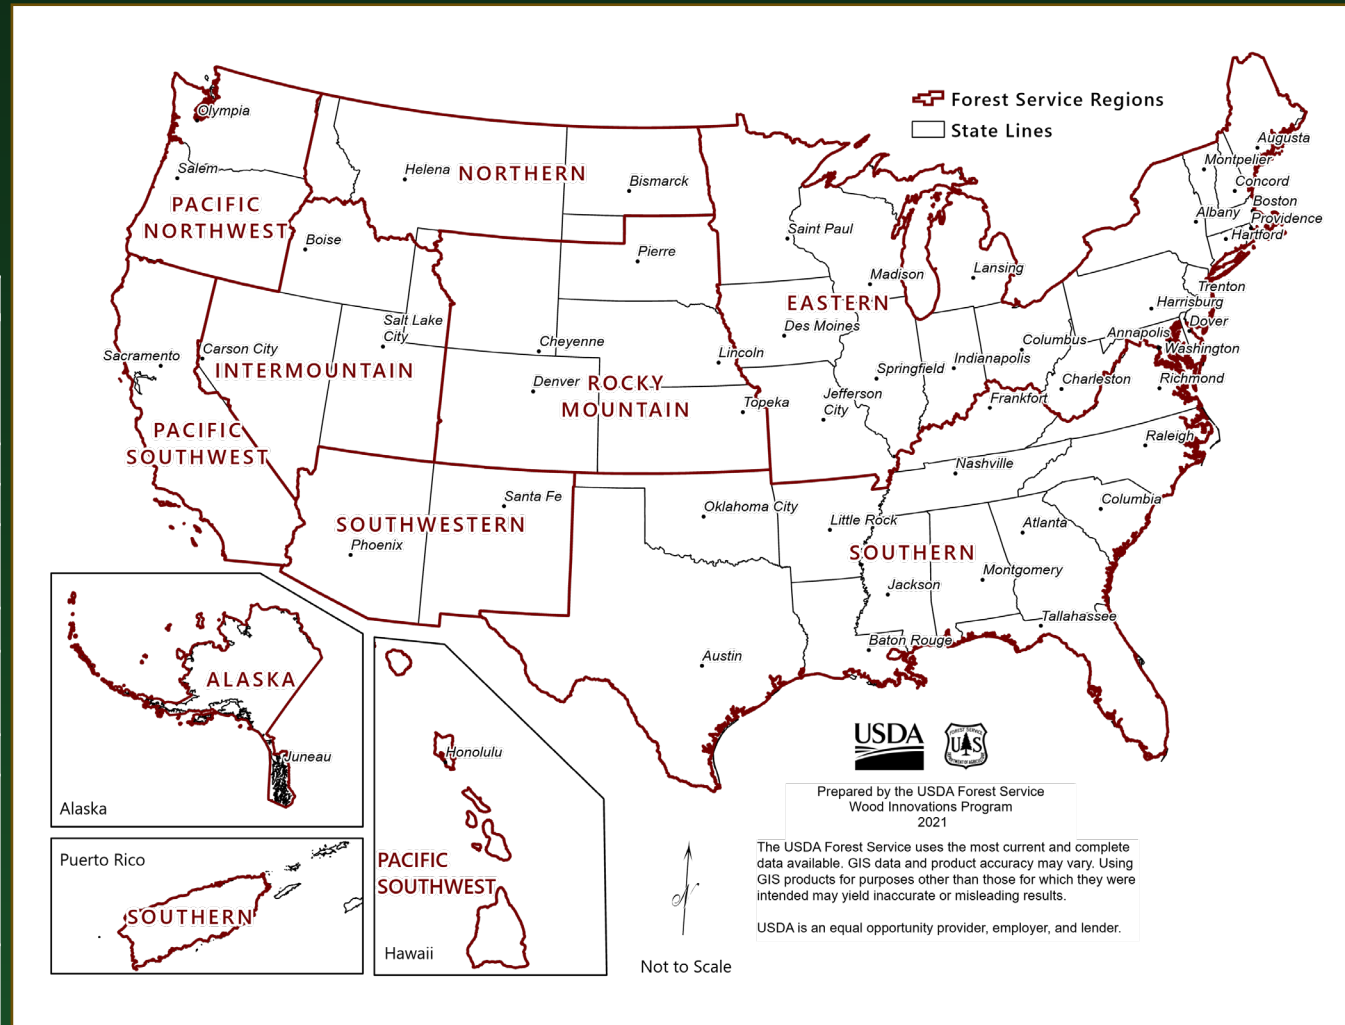 Forest Service Regions
State Lines
Olympia
Salem
PACIFIC
NORTHWEST
Boise
Helena
NORTHERN
Bismarck
Pierre
Saint Paul
Madison
Lansing
EASTERN
Augusta
Montpelier
Concord
Boston
Albany
Providence
Hartford
Trenton
Harrisburg
Dover
Annapolis
Washington
Salt Lake
City
Carson City
Sacramento
INTERMOUNTAIN
Cheyenne
Denver
ROCKY
MOUNTAIN
Lincoln
Topeka
Des Moines
Springfield
Jefferson
City
Indianapolis
Columbus
Charleston
Frankfort
Richmond
PACIFIC
SOUTHWEST
Raleigh
Nashville
Columbia
Santa Fe
SOUTHWESTERN
Phoenix
Oklahoma City
Little Rock
Atlanta
SOUTHERN
Montgomery
Jackson
Tallahassee
Baton Rouge
Austin
ALASKA
Juneau
Alaska
Honolulu
PACIFIC
SOUTHWEST
Hawaii
Puerto Rico
SOUTHERN
Not to Scale
USDA
FOREST SERVICE
U S
DEPARTMENT OF AGRICULTURE
Prepared by the USDA Forest Service
Wood Innovations Program
2021
The USDA Forest Service uses the most current and complete
data available. GIS data and product accuracy may vary. Using
GIS products for purposes other than those for which they were
intended may yield inaccurate or misleading results.
USDA is an equal opportunity provider, employer, and lender.